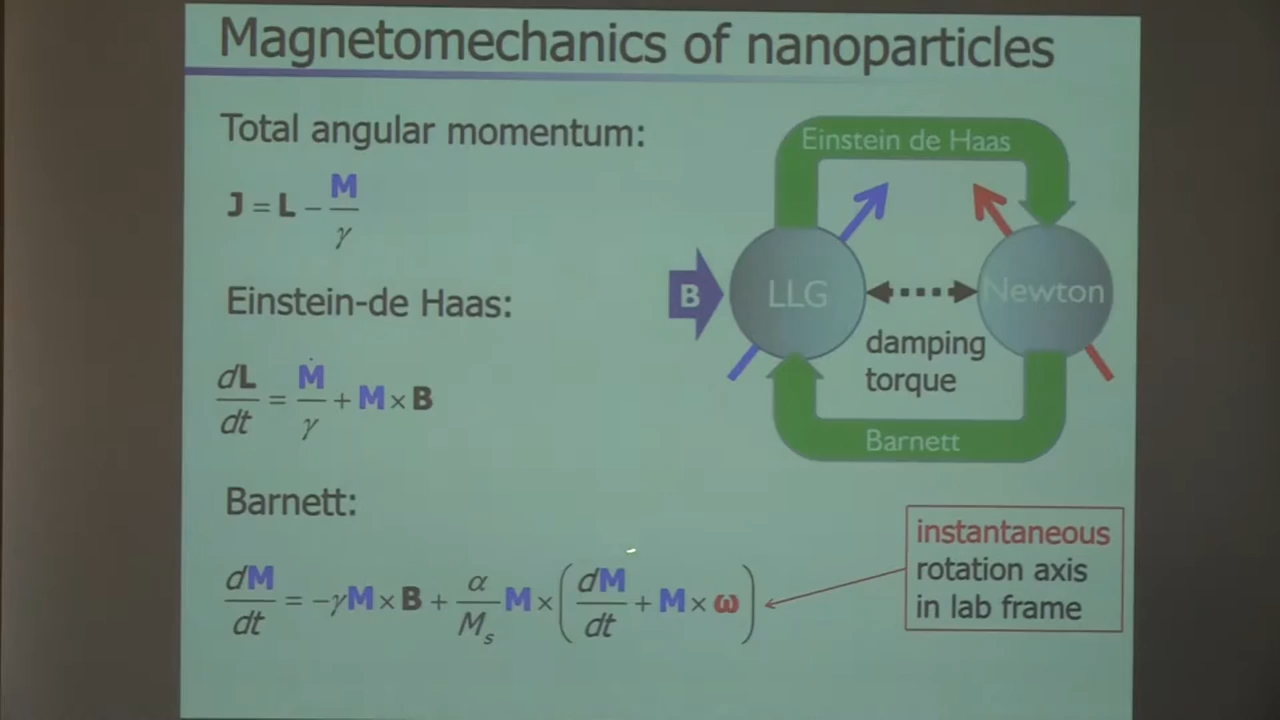 Magnetomechanics of nanoparticles
Total angular momentum:
J = L − M/γ
Einstein-de Haas:
dL/dt = Ṁ/γ + M × B
Barnett:
dM/dt = −γM × B + α/Mₛ M × (dM/dt + M × ω)
Einstein de Haas
B
LLG
Newton
damping
torque
Barnett
instantaneous
rotation axis
in lab frame